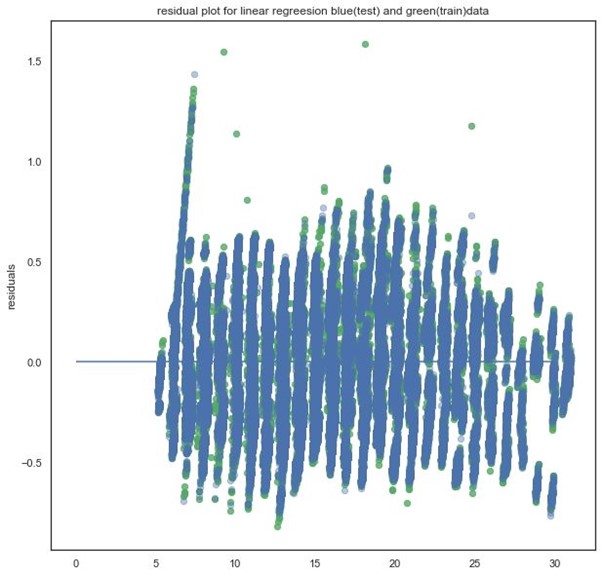 residual plot for linear regreesion blue(test) and green(train)data
1.5
1.0
0.5
0.0
−0.5
residuals
0 5 10 15 20 25 30